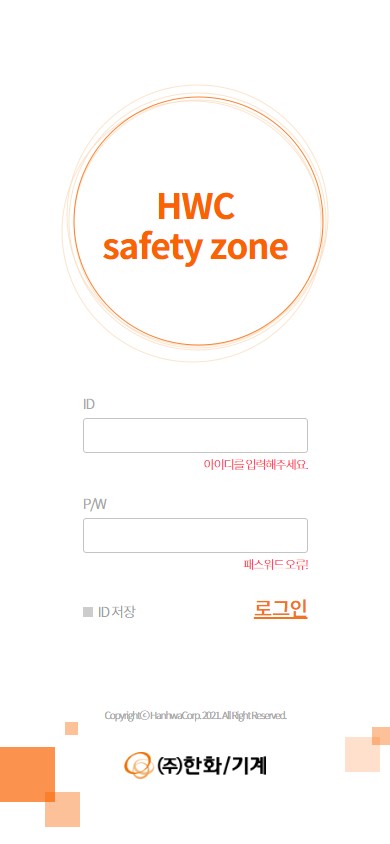 HWC
safety zone
ID
아이디를 입력해주세요.
P/W
패스워드 오류!
ID 저장
로그인
Copyright ⓒ Hanhwa Corp. 2021. All Right Reserved.
(주)한화/기계